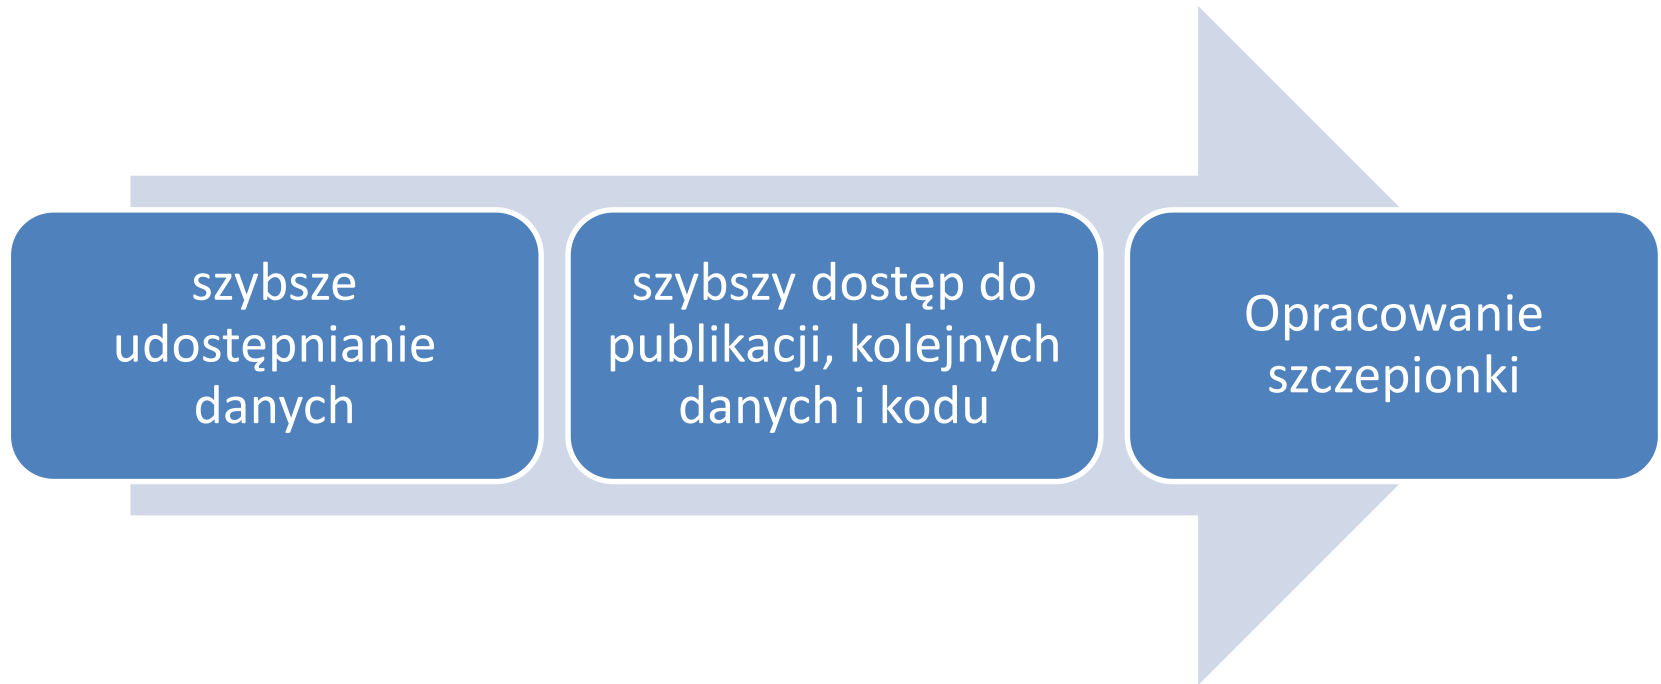 szybsze
udostępnianie
danych
szybszy dostęp do
publikacji, kolejnych
danych i kodu
Opracowanie
szczepionki